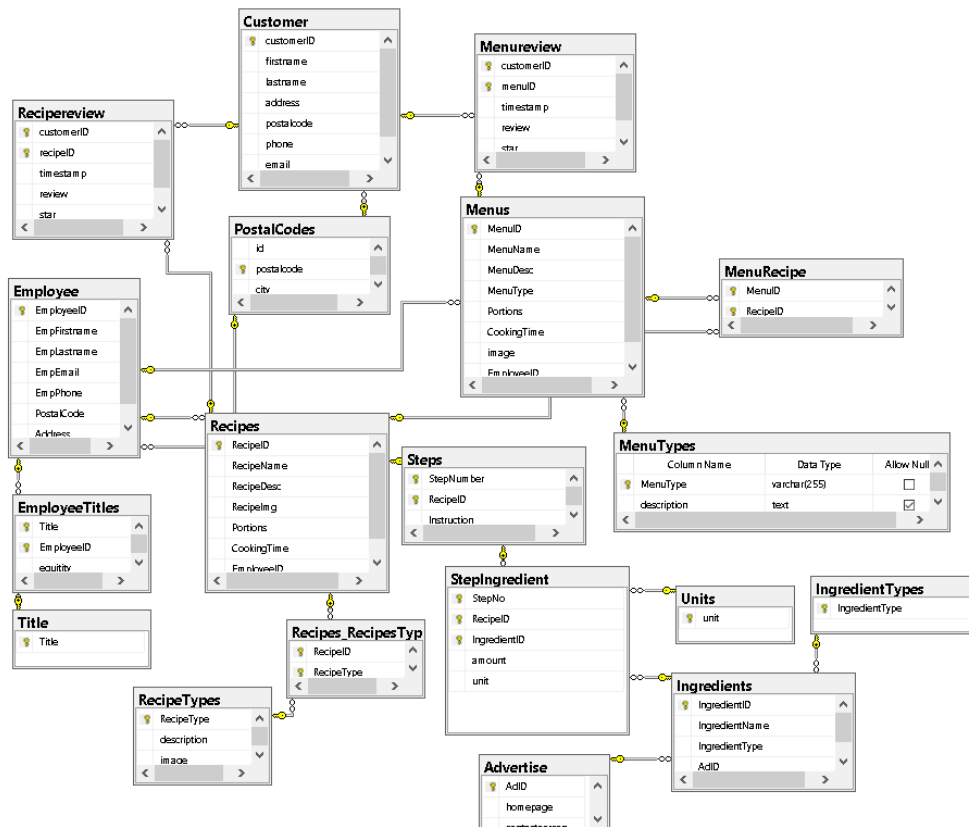 Customer
customerID
firstname
lastname
address
postalcode
phone
email
Menureview
customerID
menuID
timestamp
review
star
Recipereview
customerID
recipeID
timestamp
review
star
PostalCodes
id
postalcode
city
Menus
MenuID
MenuName
MenuDesc
MenuType
Portions
CookingTime
image
EmployeeID
MenuRecipe
MenuID
RecipeID
Employee
EmployeeID
EmpFirstname
EmpLastname
EmpEmail
EmpPhone
PostalCode
Address
Recipes
RecipeID
RecipeName
RecipeDesc
RecipeImg
Portions
CookingTime
EmployeeID
Steps
StepNumber
RecipeID
Instruction
MenuTypes
Column Name Data Type Allow Null
MenuType varchar(255)
description text
EmployeeTitles
Title
EmployeeID
equitity
Title
Title
StepIngredient
StepNo
RecipeID
IngredientID
amount
unit
Units
unit
IngredientTypes
IngredientType
Recipes_RecipesTyp
RecipeID
RecipeType
RecipeTypes
RecipeType
description
image
Ingredients
IngredientID
IngredientName
IngredientType
AdID
Advertise
AdID
homepage